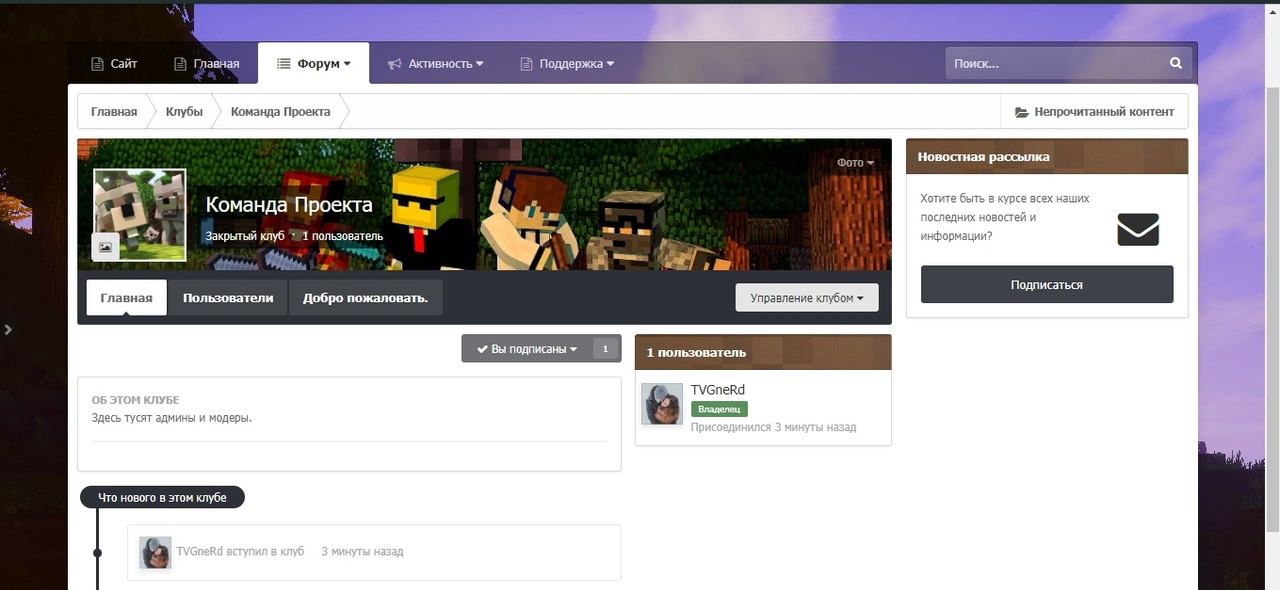 Сайт
Главная
Форум
Активность
Поддержка
Поиск...
Главная
Клубы
Команда Проекта
Непрочитанный контент
Фото
Команда Проекта
Закрытый клуб · 1 пользователь
Новостная рассылка
Хотите быть в курсе всех наших
последних новостей и
информации?
Подписаться
Главная
Пользователи
Добро пожаловать.
Управление клубом
Вы подписаны
1
1 пользователь
TVGneRd
Владелец
Присоединился 3 минуты назад
ОБ ЭТОМ КЛУБЕ
Здесь тусят админы и модеры.
Что нового в этом клубе
TVGneRd вступил в клуб
3 минуты назад